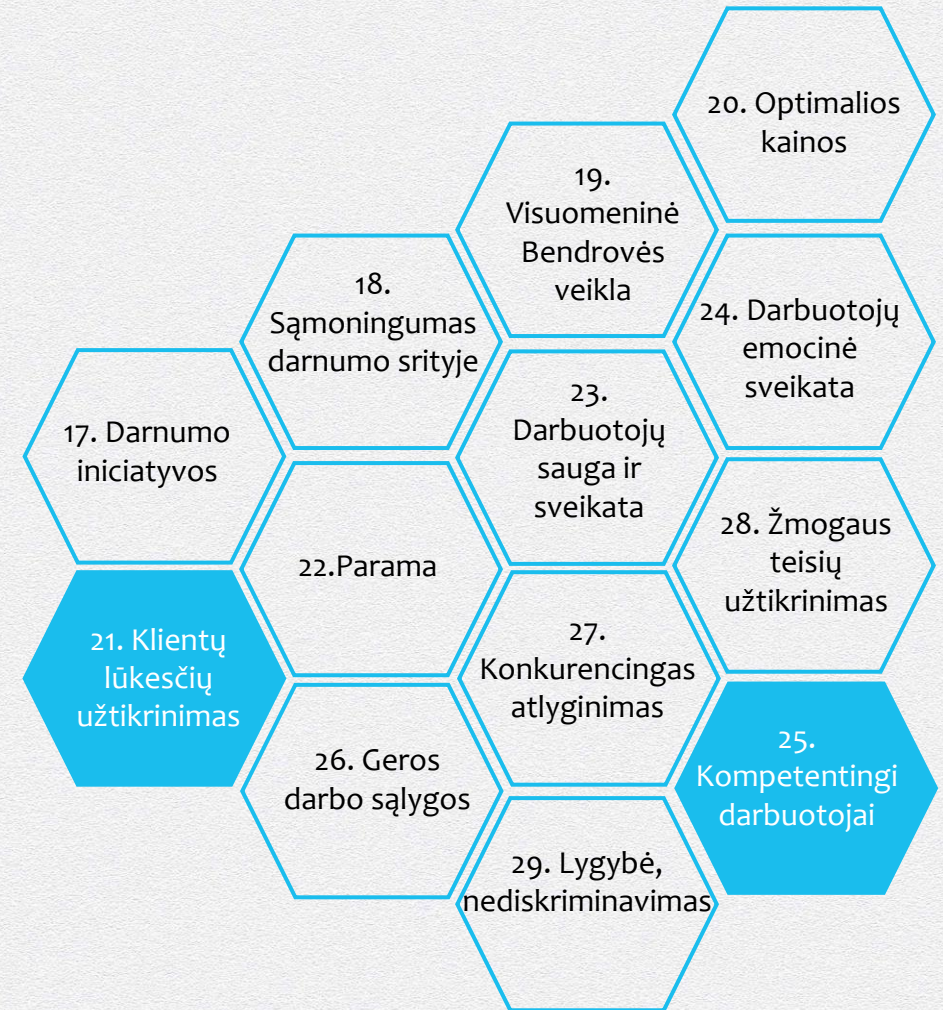 20. Optimalios
kainos
19.
Visuomeninė
Bendrovės
veikla
18.
Sąmoningumas
darnumo srityje
24. Darbuotojų
emocinė
sveikata
17. Darnumo
iniciatyvos
23.
Darbuotojų
sauga ir
sveikata
22.Parama
28. Žmogaus
teisių
užtikrinimas
21. Klientų
lūkesčių
užtikrinimas
27.
Konkurencingas
atlyginimas
26. Geros
darbo sąlygos
25.
Kompetentingi
darbuotojai
29. Lygybė,
nediskriminavimas